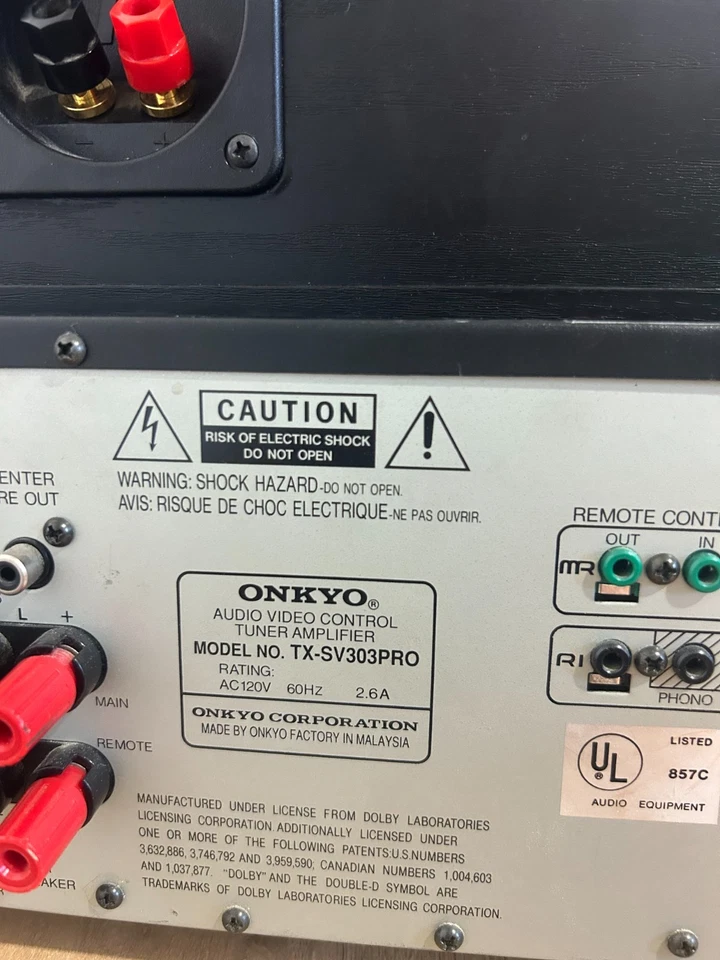 - +
CAUTION
RISK OF ELECTRIC SHOCK
DO NOT OPEN
WARNING: SHOCK HAZARD-DO NOT OPEN.
AVIS: RISQUE DE CHOC ELECTRIQUE-NE PAS OUVRIR.
ENTER
RE OUT
L +
MAIN
REMOTE
AKER
ONKYO®
AUDIO VIDEO CONTROL
TUNER AMPLIFIER
MODEL NO. TX-SV303PRO
RATING:
AC120V 60Hz 2.6A
ONKYO CORPORATION
MADE BY ONKYO FACTORY IN MALAYSIA
REMOTE CONT
OUT IN
MR
RI
PHONO
UL®
LISTED
857C
AUDIO EQUIPMENT
MANUFACTURED UNDER LICENSE FROM DOLBY LABORATORIES
LICENSING CORPORATION.ADDITIONALLY LICENSED UNDER
ONE OR MORE OF THE FOLLOWING PATENTS:U.S.NUMBERS
3,632,886, 3,746,792 AND 3,959,590; CANADIAN NUMBERS 1,004,603
AND 1,037,877. "DOLBY" AND THE DOUBLE-D SYMBOL ARE
TRADEMARKS OF DOLBY LABORATORIES LICENSING CORPORATION.